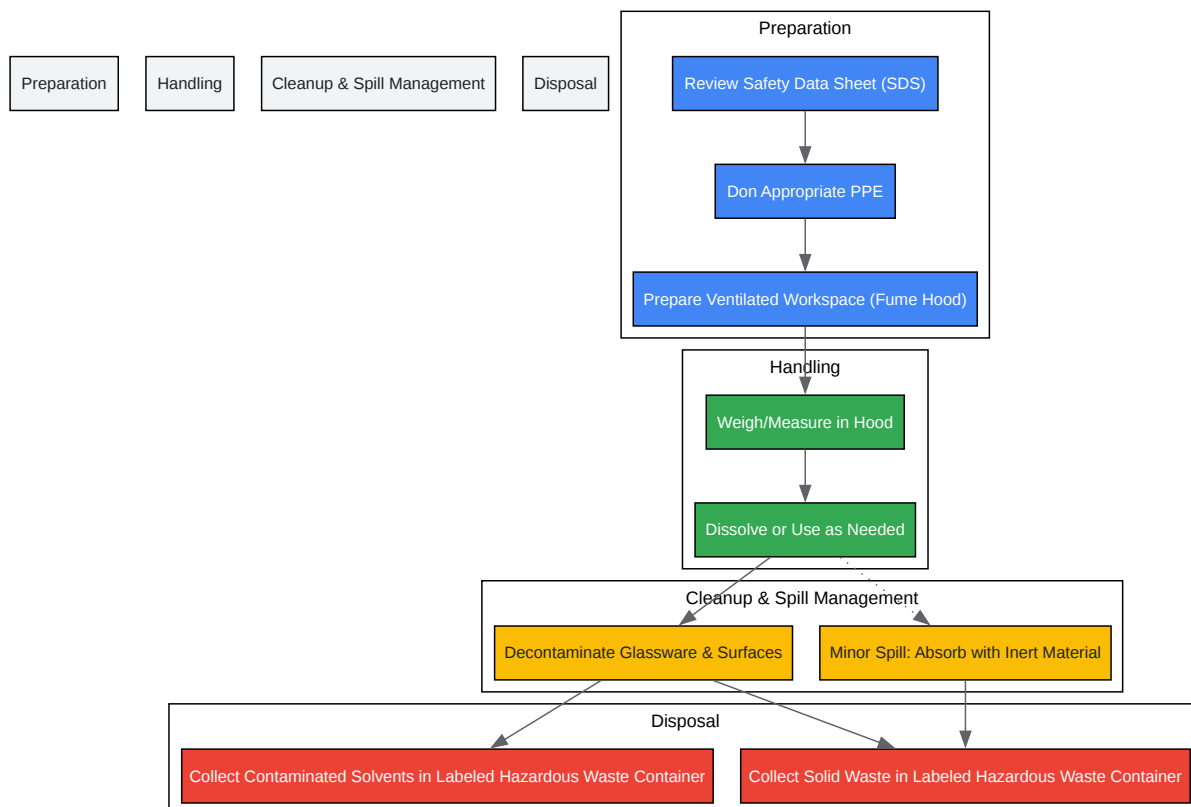 Preparation
Preparation
Handling
Cleanup & Spill Management
Disposal
Review Safety Data Sheet (SDS)
Don Appropriate PPE
Prepare Ventilated Workspace (Fume Hood)
Handling
Weigh/Measure in Hood
Dissolve or Use as Needed
Cleanup & Spill Management
Decontaminate Glassware & Surfaces
Minor Spill: Absorb with Inert Material
Disposal
Collect Contaminated Solvents in Labeled Hazardous Waste Container
Collect Solid Waste in Labeled Hazardous Waste Container